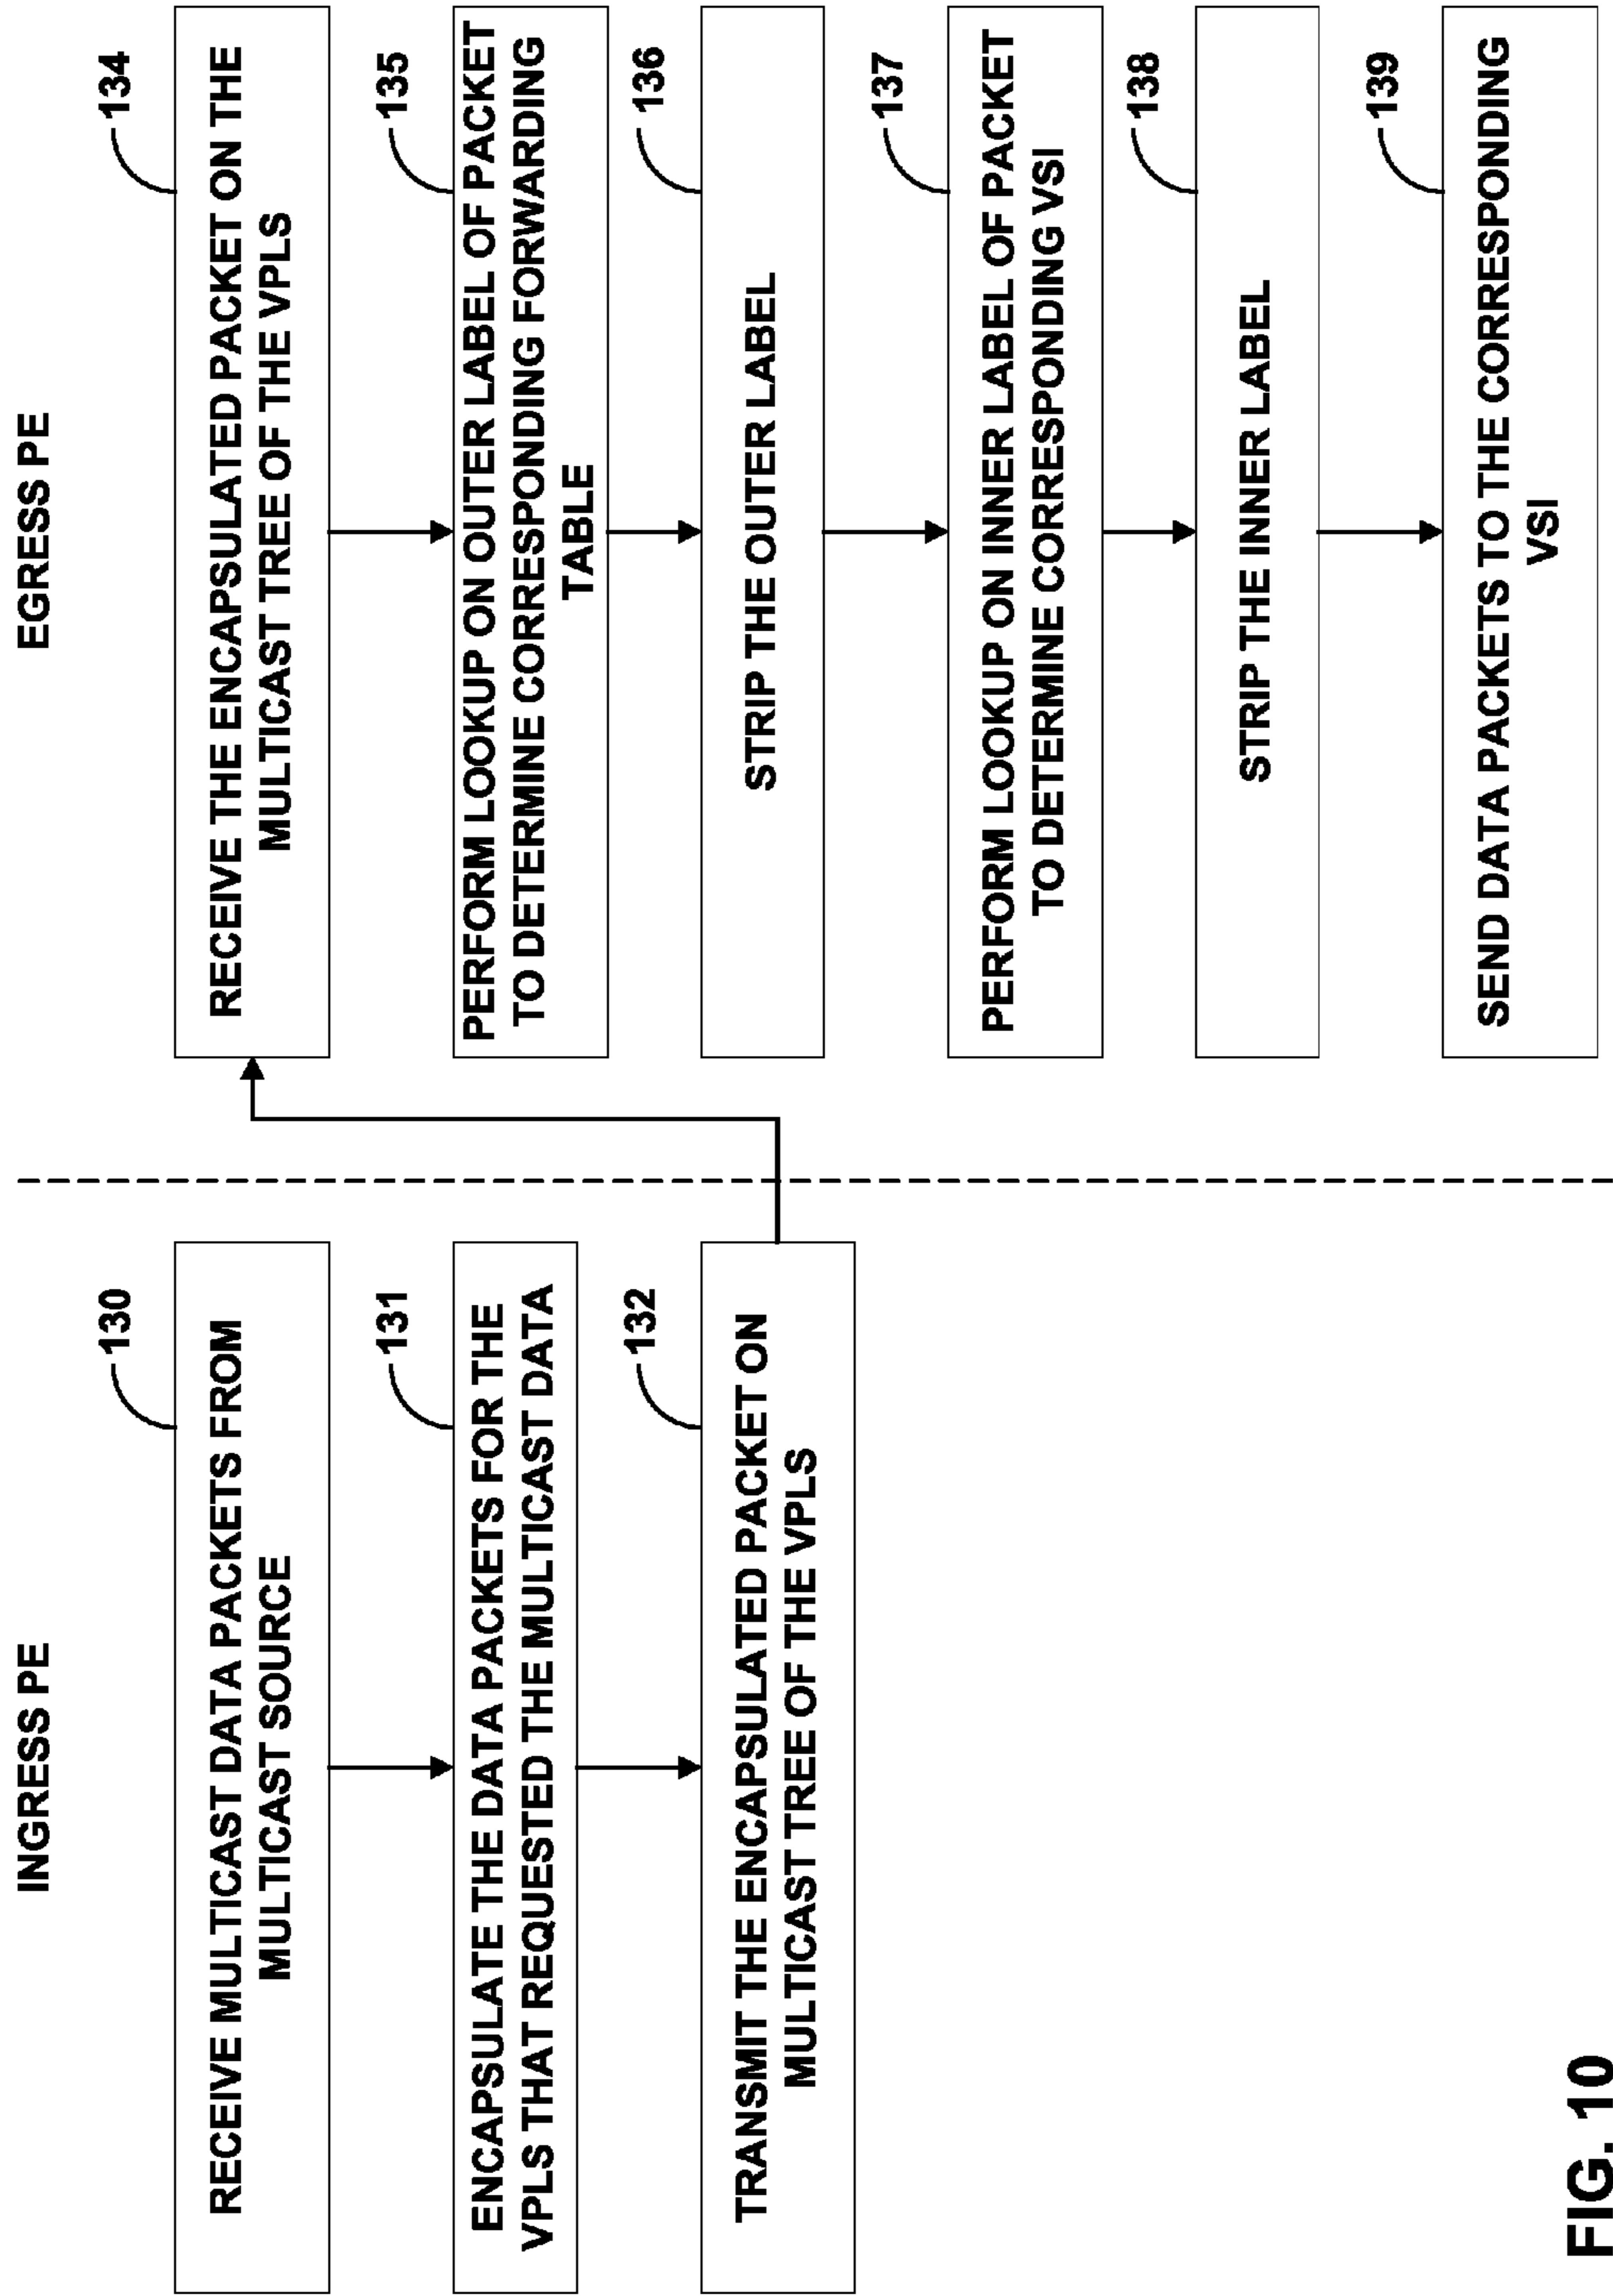 INGRESS PE
130
RECEIVE MULTICAST DATA PACKETS FROM
MULTICAST SOURCE
131
ENCAPSULATE THE DATA PACKETS FOR THE
VPLS THAT REQUESTED THE MULTICAST DATA
132
TRANSMIT THE ENCAPSULATED PACKET ON
MULTICAST TREE OF THE VPLS
EGRESS PE
134
RECEIVE THE ENCAPSULATED PACKET ON THE
MULTICAST TREE OF THE VPLS
135
PERFORM LOOKUP ON OUTER LABEL OF PACKET
TO DETERMINE CORRESPONDING FORWARDING
TABLE
136
STRIP THE OUTER LABEL
137
PERFORM LOOKUP ON INNER LABEL OF PACKET
TO DETERMINE CORRESPONDING VSI
138
STRIP THE INNER LABEL
139
SEND DATA PACKETS TO THE CORRESPONDING
VSI
FIG. 10